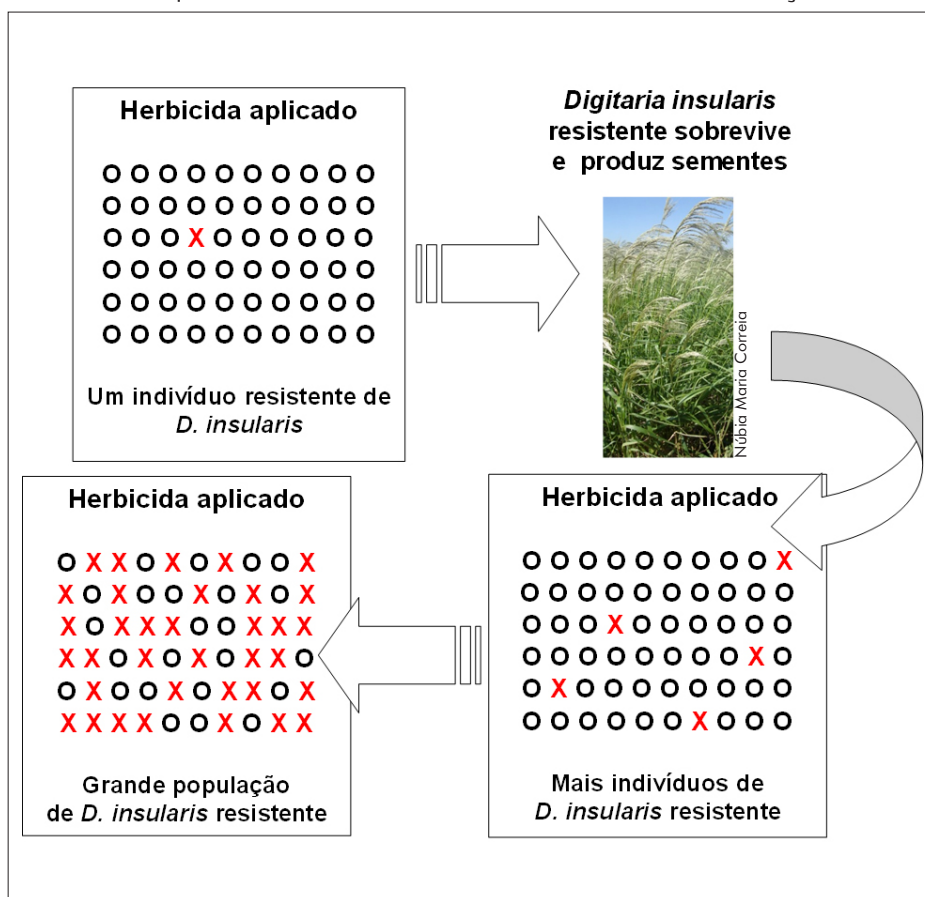 Herbicida aplicado
O O O O O O O O O O
O O O O O O O O O O
O O O X O O O O O O
O O O O O O O O O O
O O O O O O O O O O
O O O O O O O O O O
Um indivíduo resistente de
D. insularis
Digitaria insularis
resistente sobrevive
e produz sementes
Núbia Maria Correia
Herbicida aplicado
O O O O O O O O O X
O O O O O O O O O O
O O O X O O O O O O
O O O O O O O O X O
O X O O O O O O O O
O O O O O O X O O O
Mais indivíduos de
D. insularis resistente
Herbicida aplicado
O X X O X O X O O X
X O X O O X O X O X
X O X X X O O X X X
X X O X O X O X X O
O X O O X O X X O X
X X X X O O X O X X
Grande população
de D. insularis resistente